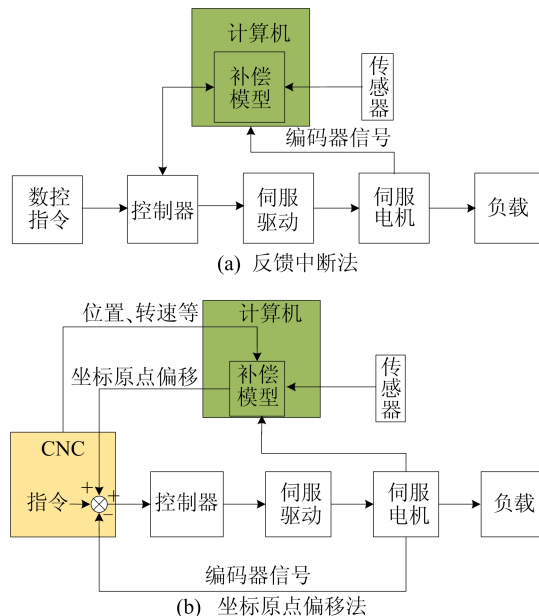 计算机
补偿
模型
传
感
器
编码器信号
数控
指令
控制器
伺服
驱动
伺服
电机
负载
(a) 反馈中断法
位置、转速等
计算机
坐标原点偏移
补偿
模型
传
感
器
CNC
指令
+
+
−
控制器
伺服
驱动
伺服
电机
负载
编码器信号
(b) 坐标原点偏移法